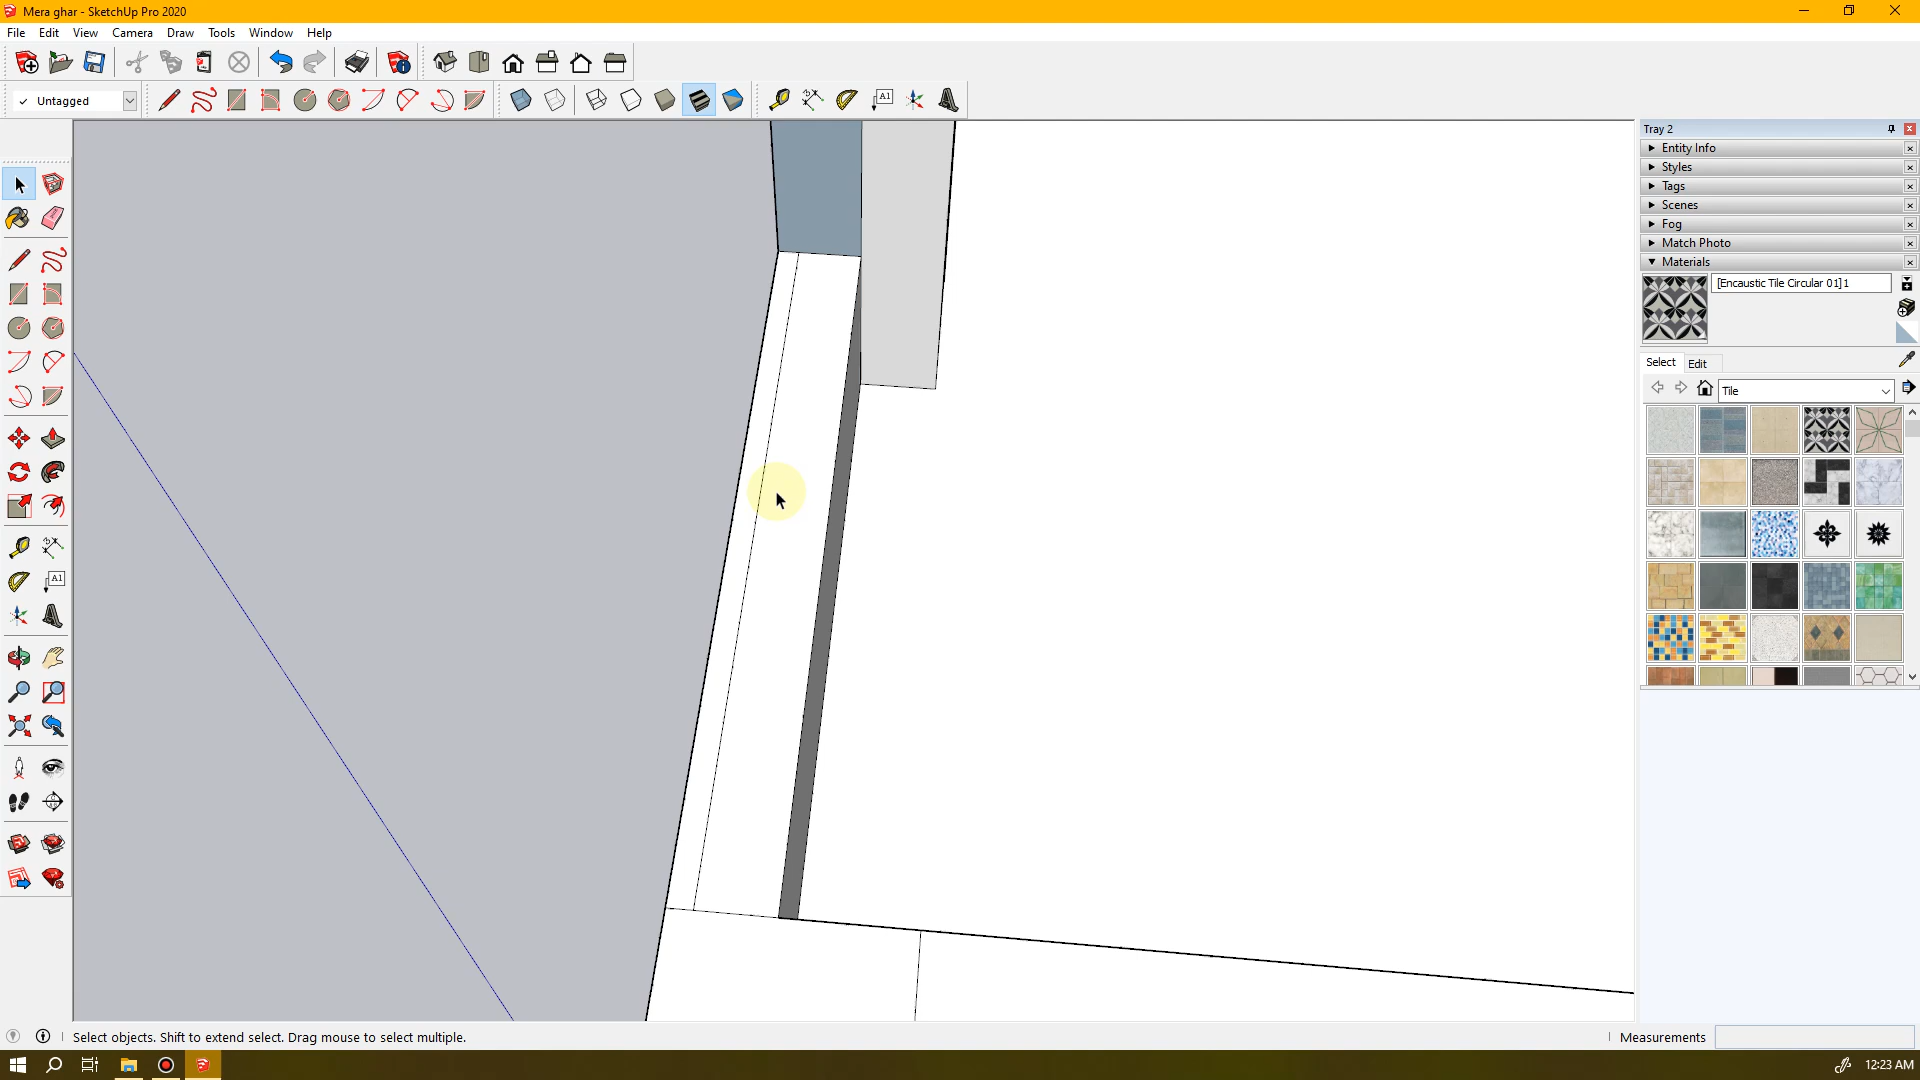 Mera ghar - SketchUp Pro 2020
File Edit View Camera Draw Tools Window Help
Untagged
A1
Tray 2
Entity Info
Styles
Tags
Scenes
Fog
Match Photo
Materials
[Encaustic Tile Circular 01]1
Select Edit
Tile
A1
Select objects. Shift to extend select. Drag mouse to select multiple.
Measurements
12:23 AM